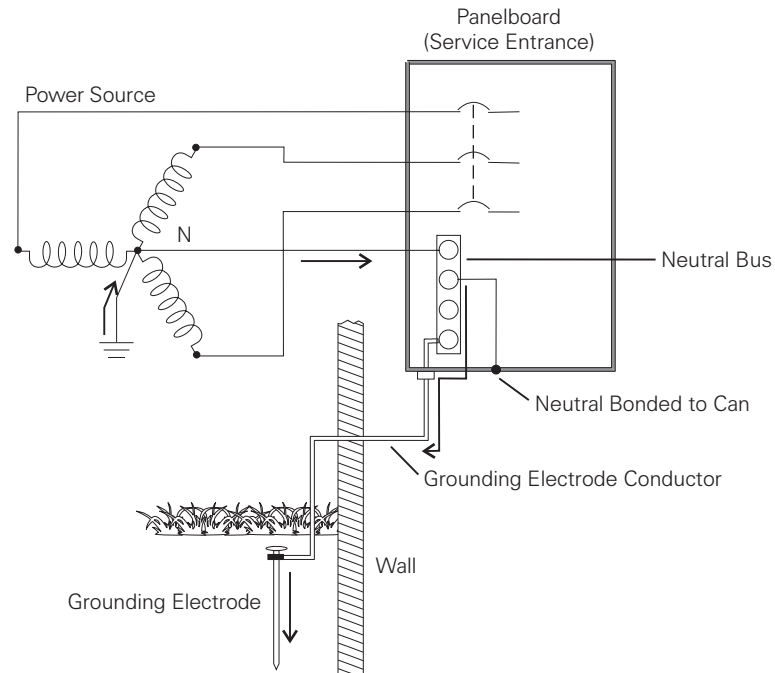 Panelboard
(Service Entrance)
Power Source
N
Neutral Bus
Neutral Bonded to Can
Grounding Electrode Conductor
Wall
Grounding Electrode